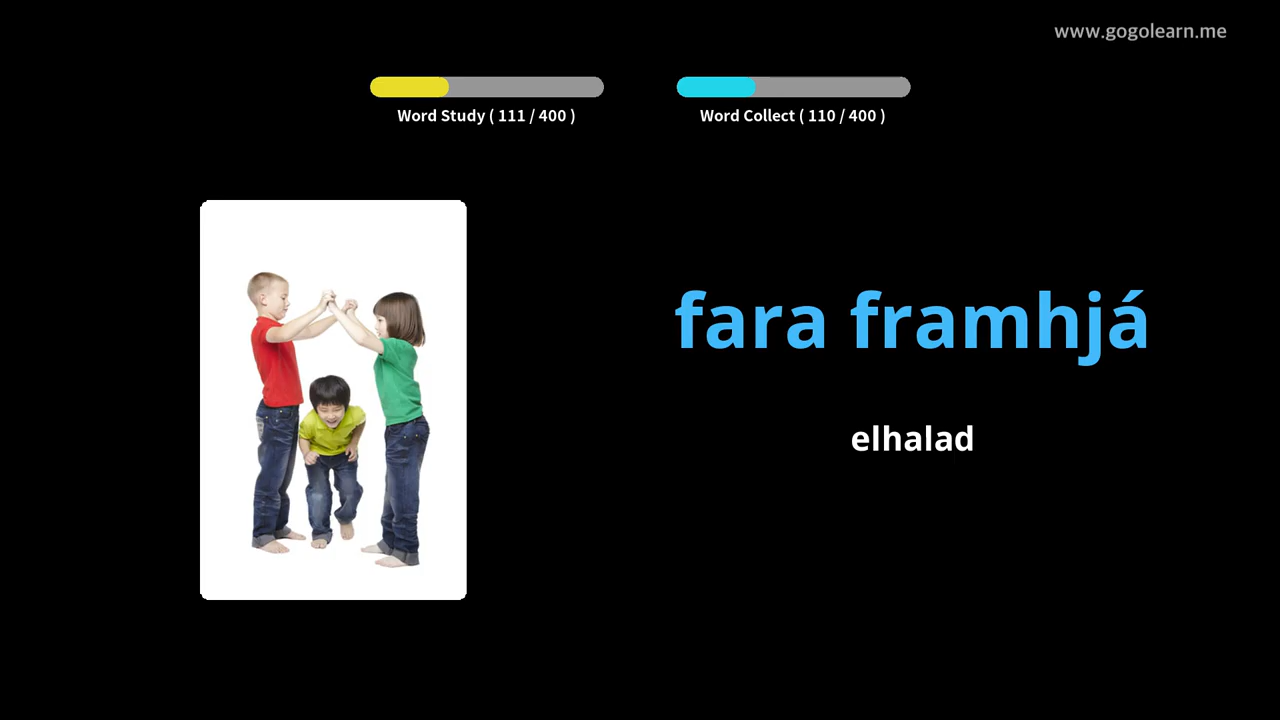 www.gogolearn.me
Word Study ( 111 / 400 )
Word Collect ( 110 / 400 )
fara framhjá
elhalad